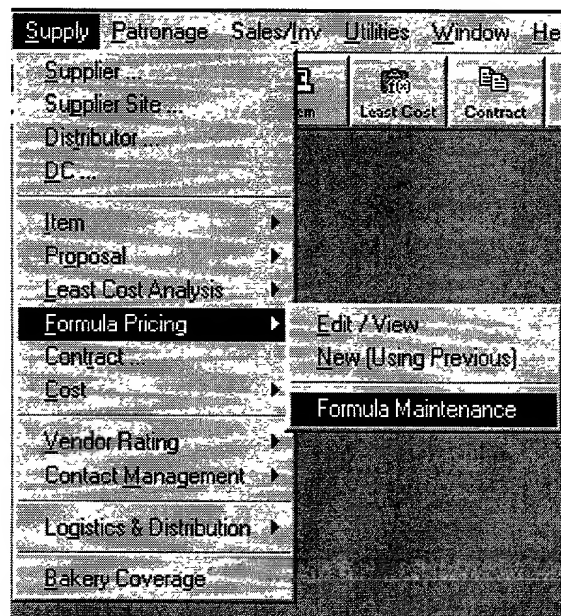 Supply Patronage Sales/Inv Utilities Window He
Supplier ...
Supplier Site ...
Distributor ...
DC ...
Least Cost Contract
Item
Proposal
Least Cost Analysis
Formula Pricing
Contract ...
Cost
Edit / View
New (Using Previous)
Formula Maintenance
Vendor Rating
Contact Management
Logistics & Distribution
Bakery Coverage